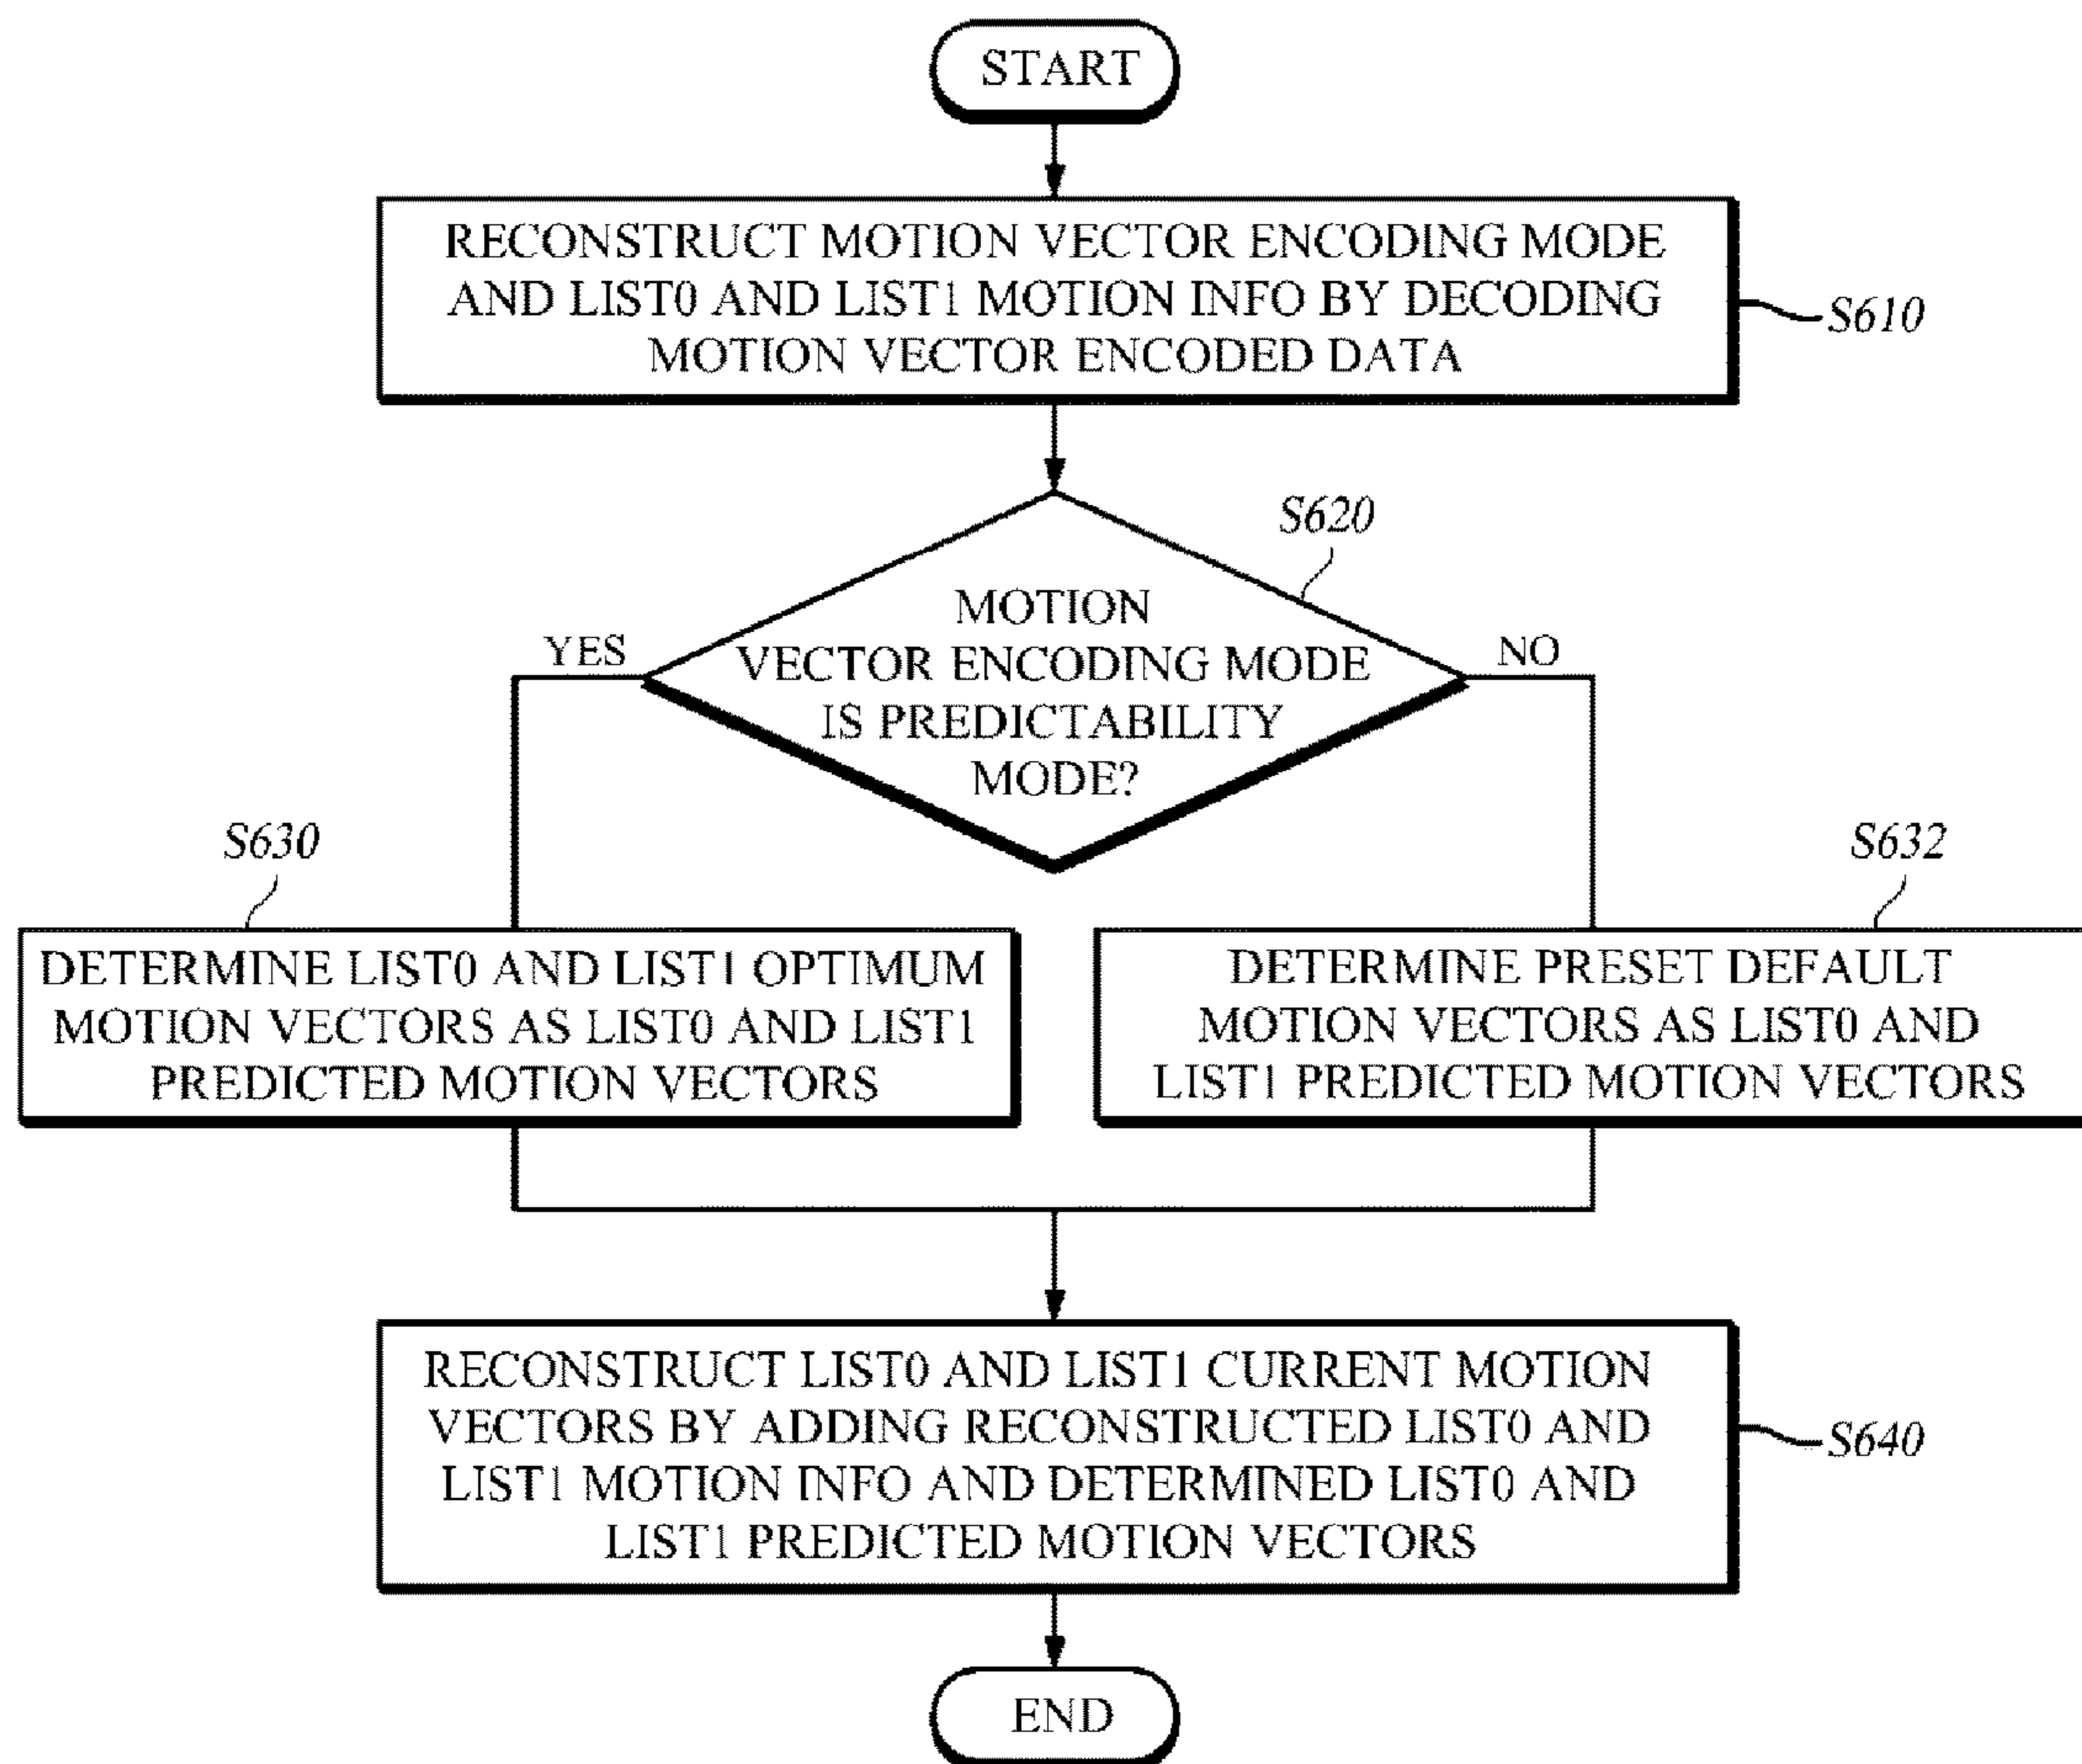 START
RECONSTRUCT MOTION VECTOR ENCODING MODE
AND LIST0 AND LIST1 MOTION INFO BY DECODING
MOTION VECTOR ENCODED DATA
S610
S620
MOTION
VECTOR ENCODING MODE
IS PREDICTABILITY
MODE?
YES
NO
S630
DETERMINE LIST0 AND LIST1 OPTIMUM
MOTION VECTORS AS LIST0 AND LIST1
PREDICTED MOTION VECTORS
S632
DETERMINE PRESET DEFAULT
MOTION VECTORS AS LIST0 AND
LIST1 PREDICTED MOTION VECTORS
RECONSTRUCT LIST0 AND LIST1 CURRENT MOTION
VECTORS BY ADDING RECONSTRUCTED LIST0 AND
LIST1 MOTION INFO AND DETERMINED LIST0 AND
LIST1 PREDICTED MOTION VECTORS
S640
END